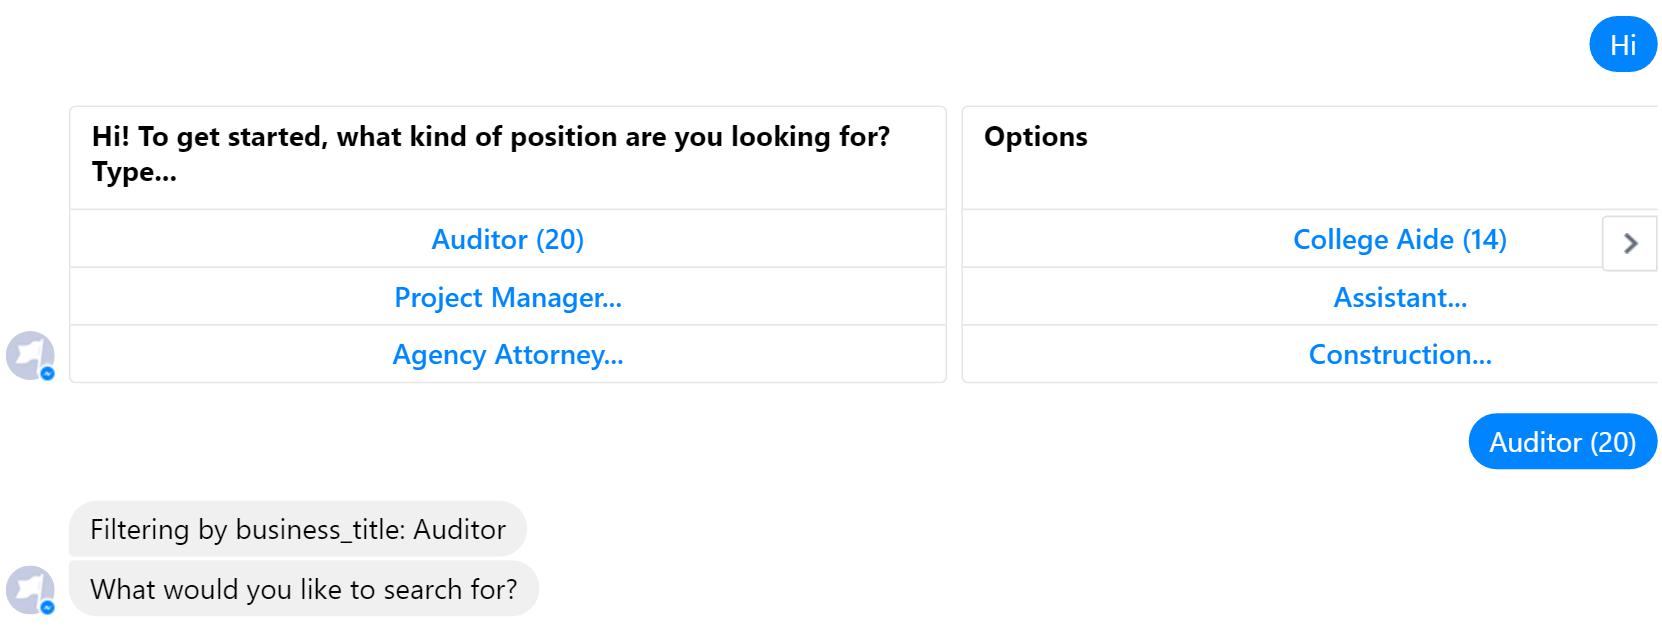 Hi
Hi! To get started, what kind of position are you looking for?
Type...
Auditor (20)
Project Manager...
Agency Attorney...
Options
College Aide (14)
Assistant...
Construction...
Auditor (20)
Filtering by business_title: Auditor
What would you like to search for?